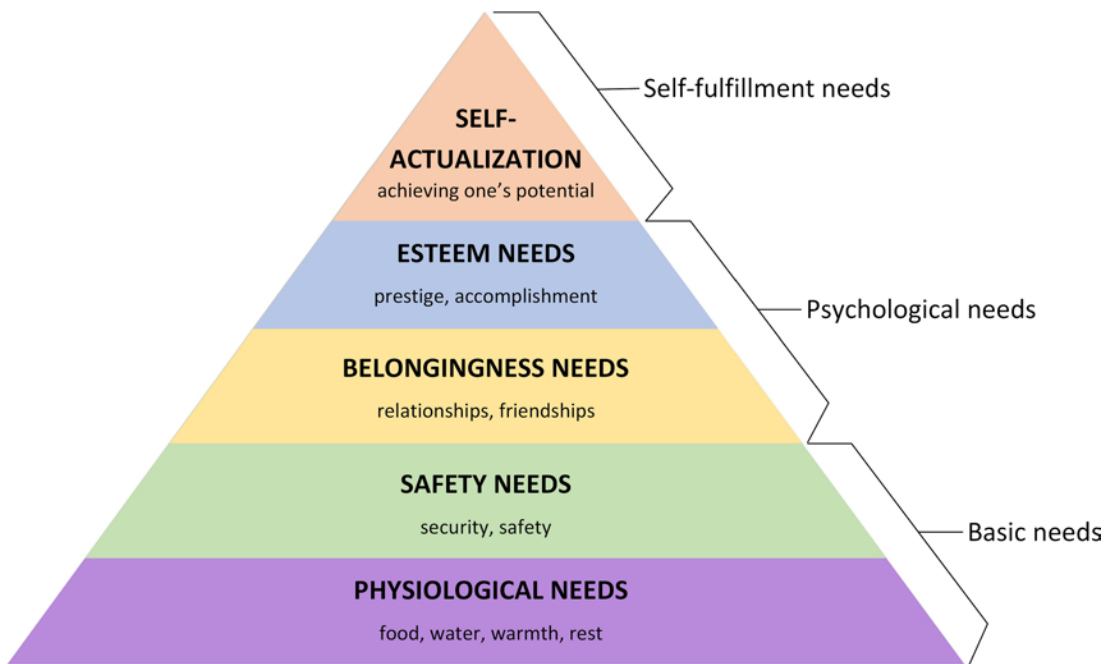 Self-fulfillment needs
SELF-
ACTUALIZATION
achieving one’s potential
ESTEEM NEEDS
prestige, accomplishment
Psychological needs
BELONGINGNESS NEEDS
relationships, friendships
SAFETY NEEDS
security, safety
Basic needs
PHYSIOLOGICAL NEEDS
food, water, warmth, rest